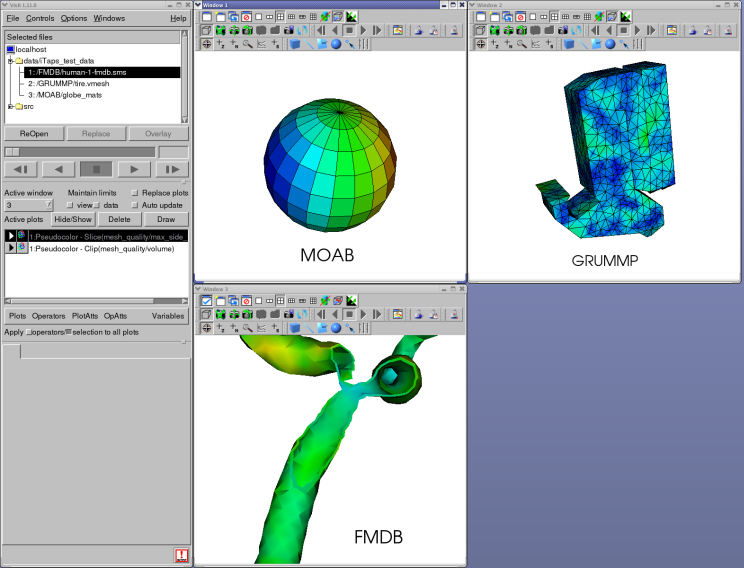 VisIt 1.11.0
File Controls Options Windows Help
Selected files
localhost
data/iTaps_test_data
1:/FMDB/human-1-fmdb.sms
2:/GRUMMP/tire.vmesh
3:/MOAB/globe_mats
src
ReOpen Replace Overlay
Active window Maintain limits Replace plots
3 view data Auto update
Active plots Hide/Show Delete Draw
1:Pseudocolor - Slice(mesh_quality/max_side
1:Pseudocolor - Clip(mesh_quality/volume)
Plots Operators PlotAtts OpAtts Variables
Apply operators selection to all plots
Window 1
MOAB
Window 2
GRUMMP
Window 3
FMDB